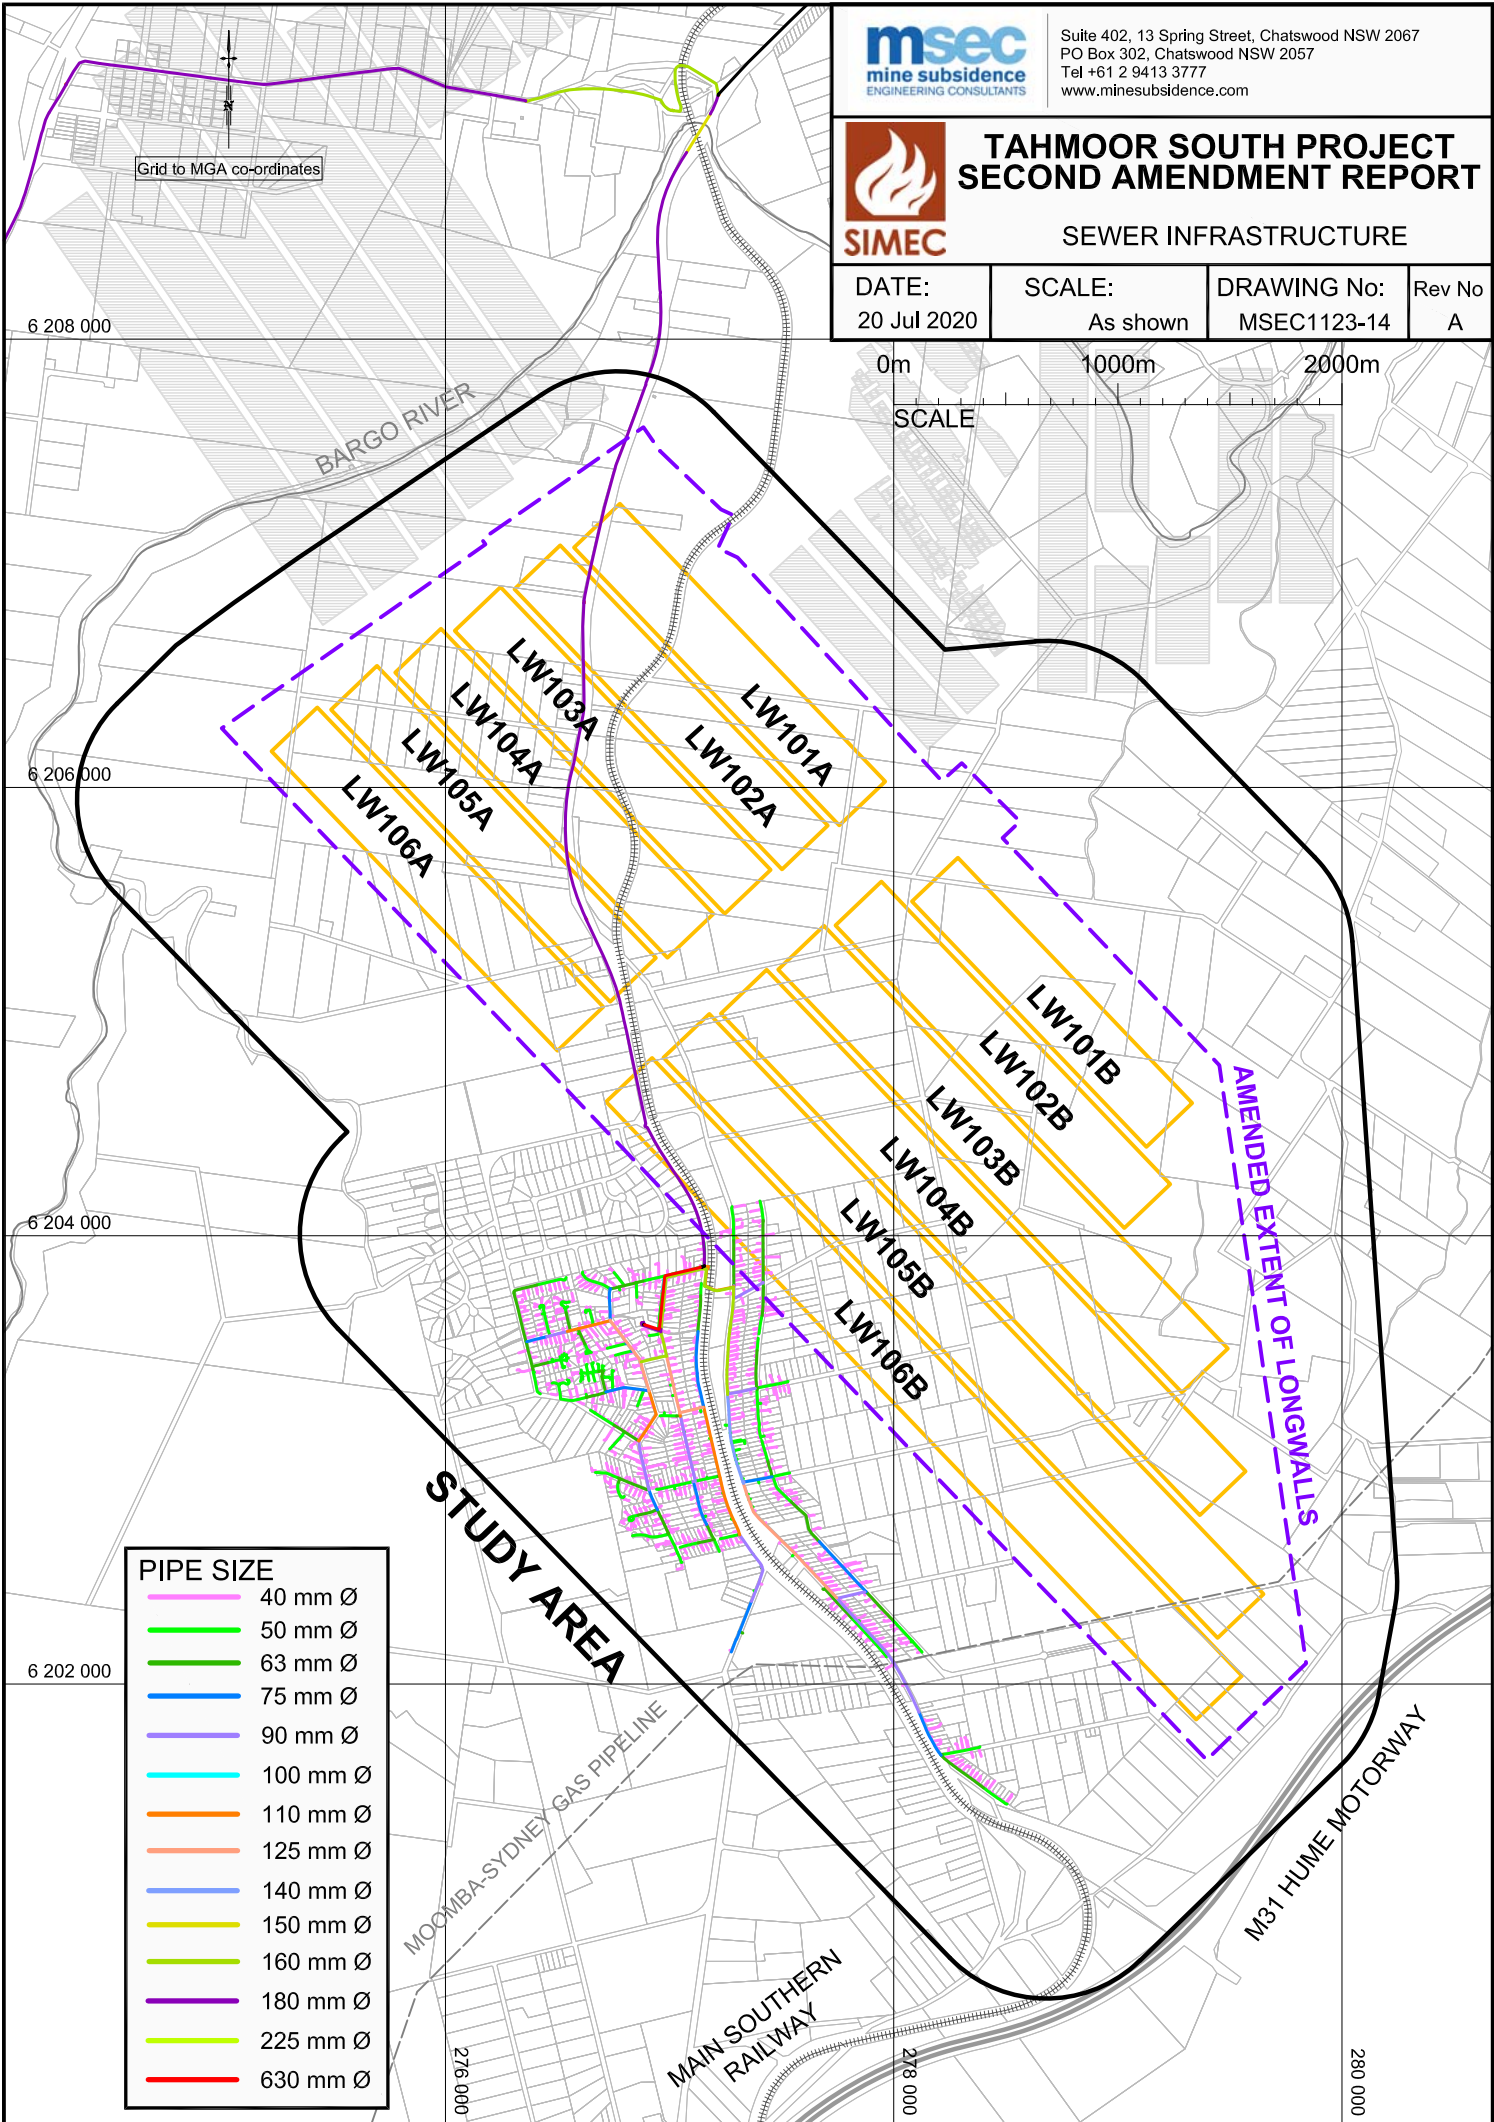 msec
mine subsidence
ENGINEERING CONSULTANTS
Suite 402, 13 Spring Street, Chatswood NSW 2067
PO Box 302, Chatswood NSW 2057
Tel +61 2 9413 3777
www.minesubsidence.com
SIMEC
TAHMOOR SOUTH PROJECT
SECOND AMENDMENT REPORT
SEWER INFRASTRUCTURE
DATE:
20 Jul 2020
SCALE:
As shown
DRAWING No:
MSEC1123-14
Rev No
A
N
Grid to MGA co-ordinates
0m
1000m
2000m
SCALE
6 208 000
BARGO RIVER
6 206 000
LW101A
LW102A
LW103A
LW104A
LW105A
LW106A
LW101B
LW102B
LW103B
LW104B
LW105B
LW106B
AMENDED EXTENT OF LONGWALLS
6 204 000
STUDY AREA
6 202 000
MOOMBA-SYDNEY GAS PIPELINE
M31 HUME MOTORWAY
MAIN SOUTHERN
RAILWAY
276 000
278 000
280 000
PIPE SIZE
40 mm Ø
50 mm Ø
63 mm Ø
75 mm Ø
90 mm Ø
100 mm Ø
110 mm Ø
125 mm Ø
140 mm Ø
150 mm Ø
160 mm Ø
180 mm Ø
225 mm Ø
630 mm Ø